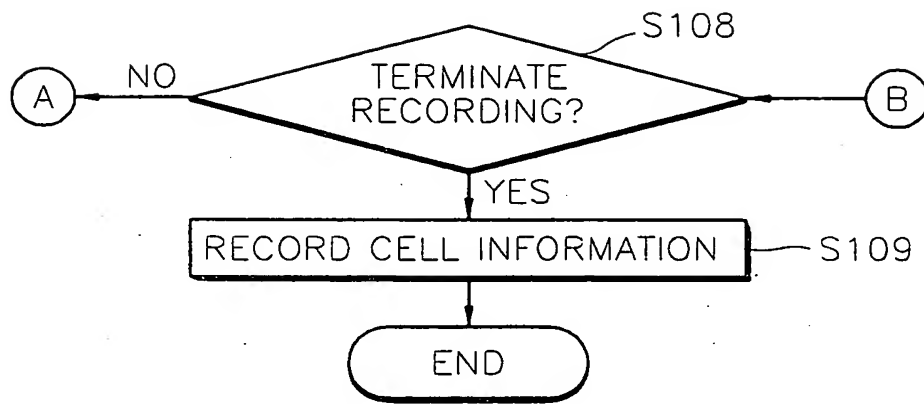 S108
A
NO
TERMINATE
RECORDING?
B
YES
RECORD CELL INFORMATION
S109
END